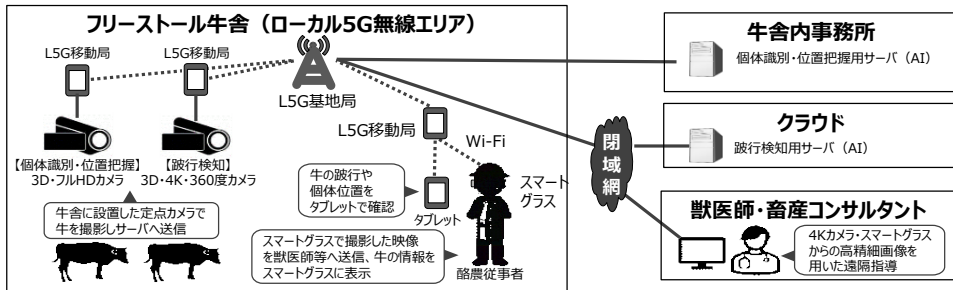 フリーストール牛舎（ローカル5G無線エリア）
L5G移動局
L5G移動局
L5G基地局
L5G移動局
Wi-Fi
【個体識別・位置把握】
3D・フルHDカメラ
【跛行検知】
3D・4K・360度カメラ
牛舎に設置した定点カメラで
牛を撮影しサーバへ送信
牛の跛行や
個体位置を
タブレットで確認
タブレット
スマート
グラス
スマートグラスで撮影した映像
を獣医師等へ送信、牛の情報を
スマートグラスに表示
酪農従事者
閉域網
牛舎内事務所
個体識別・位置把握用サーバ（AI）
クラウド
跛行検知用サーバ（AI）
獣医師・畜産コンサルタント
4Kカメラ・スマートグラス
からの高精細画像を
用いた遠隔指導